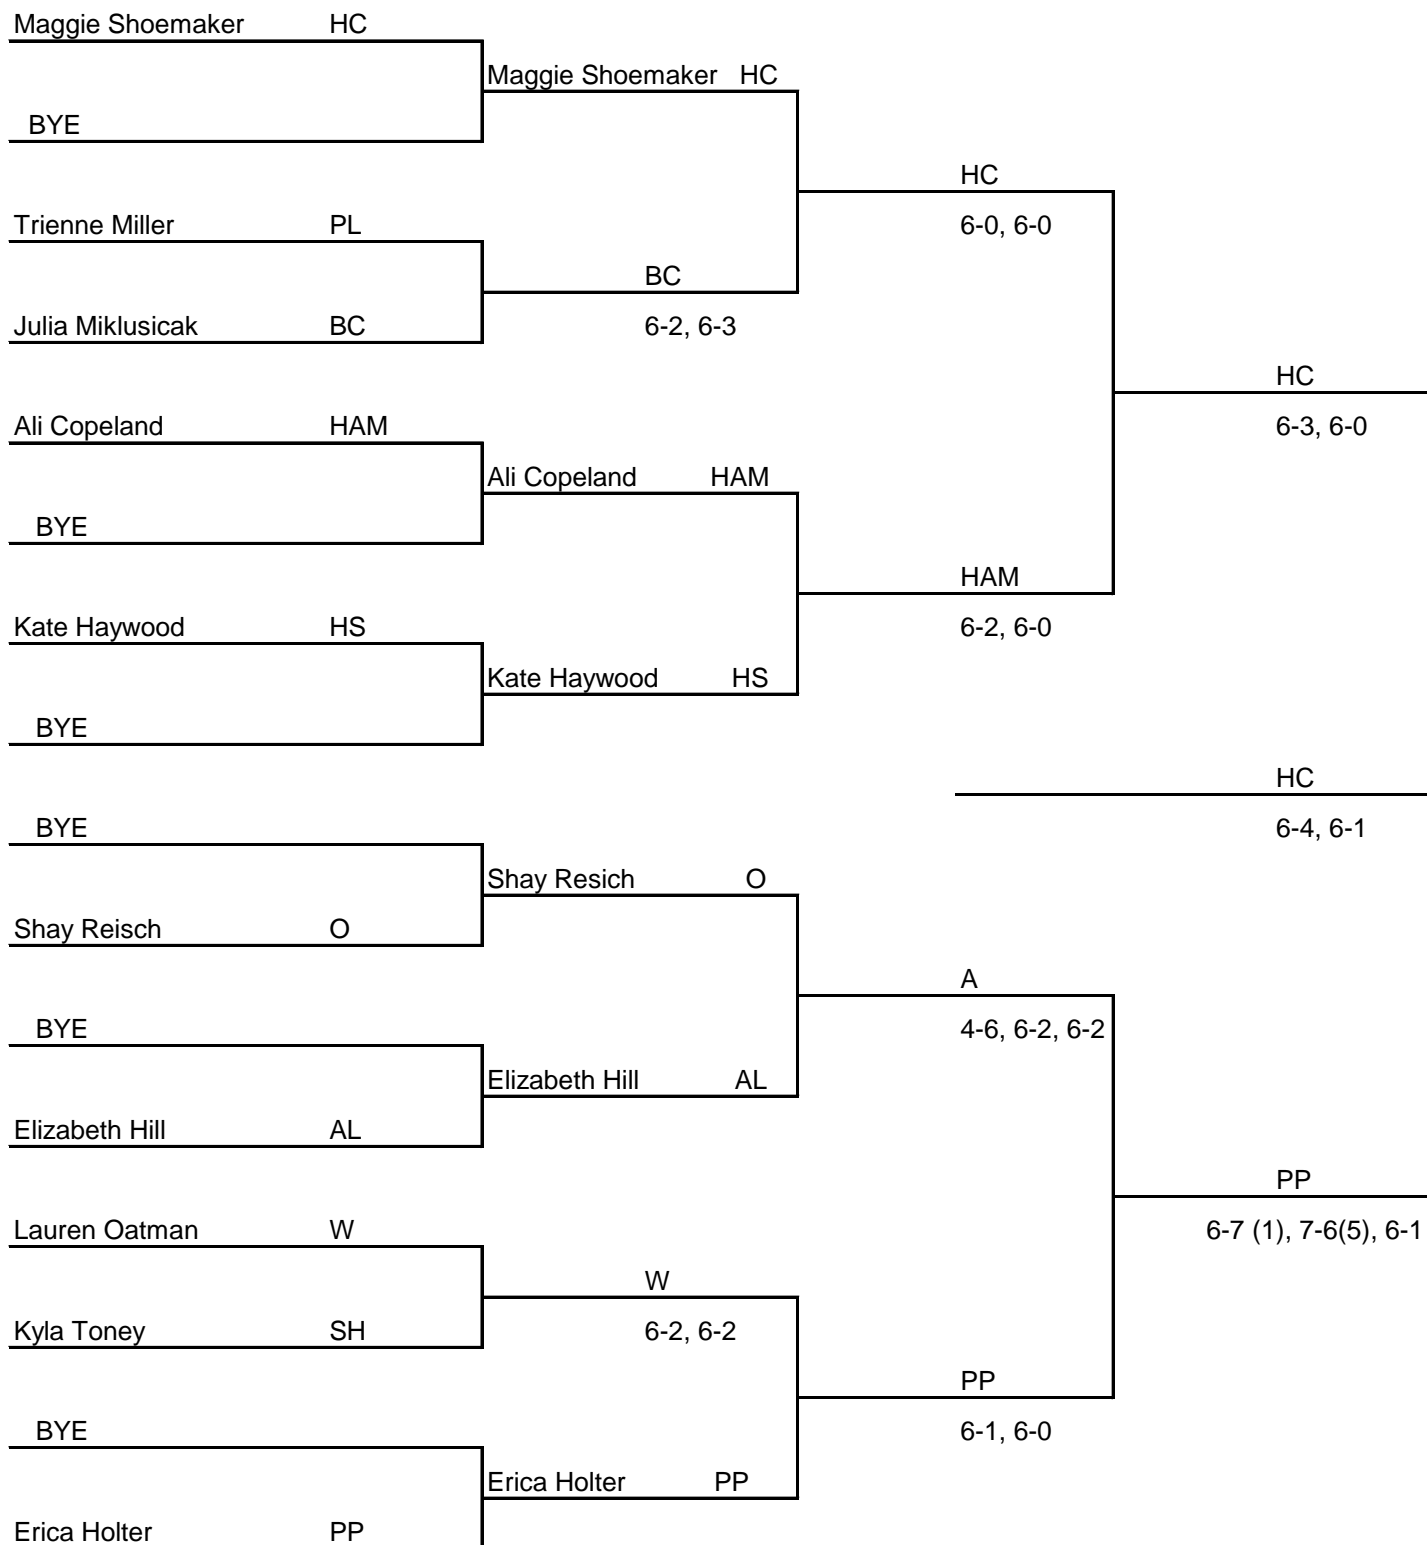 Maggie Shoemaker HC
Maggie Shoemaker HC
BYE
HC
Trienne Miller PL 6-0, 6-0
BC
Julia Miklusicak BC 6-2, 6-3
HC
Ali Copeland HAM 6-3, 6-0
Ali Copeland HAM
BYE
HAM
Kate Haywood HS 6-2, 6-0
Kate Haywood HS
BYE
HC
BYE 6-4, 6-1
Shay Resich O
Shay Reisch O
A
BYE 4-6, 6-2, 6-2
Elizabeth Hill AL
Elizabeth Hill AL
PP
Lauren Oatman W 6-7 (1), 7-6(5), 6-1
W
Kyla Toney SH 6-2, 6-2
PP
BYE 6-1, 6-0
Erica Holter PP
Erica Holter PP